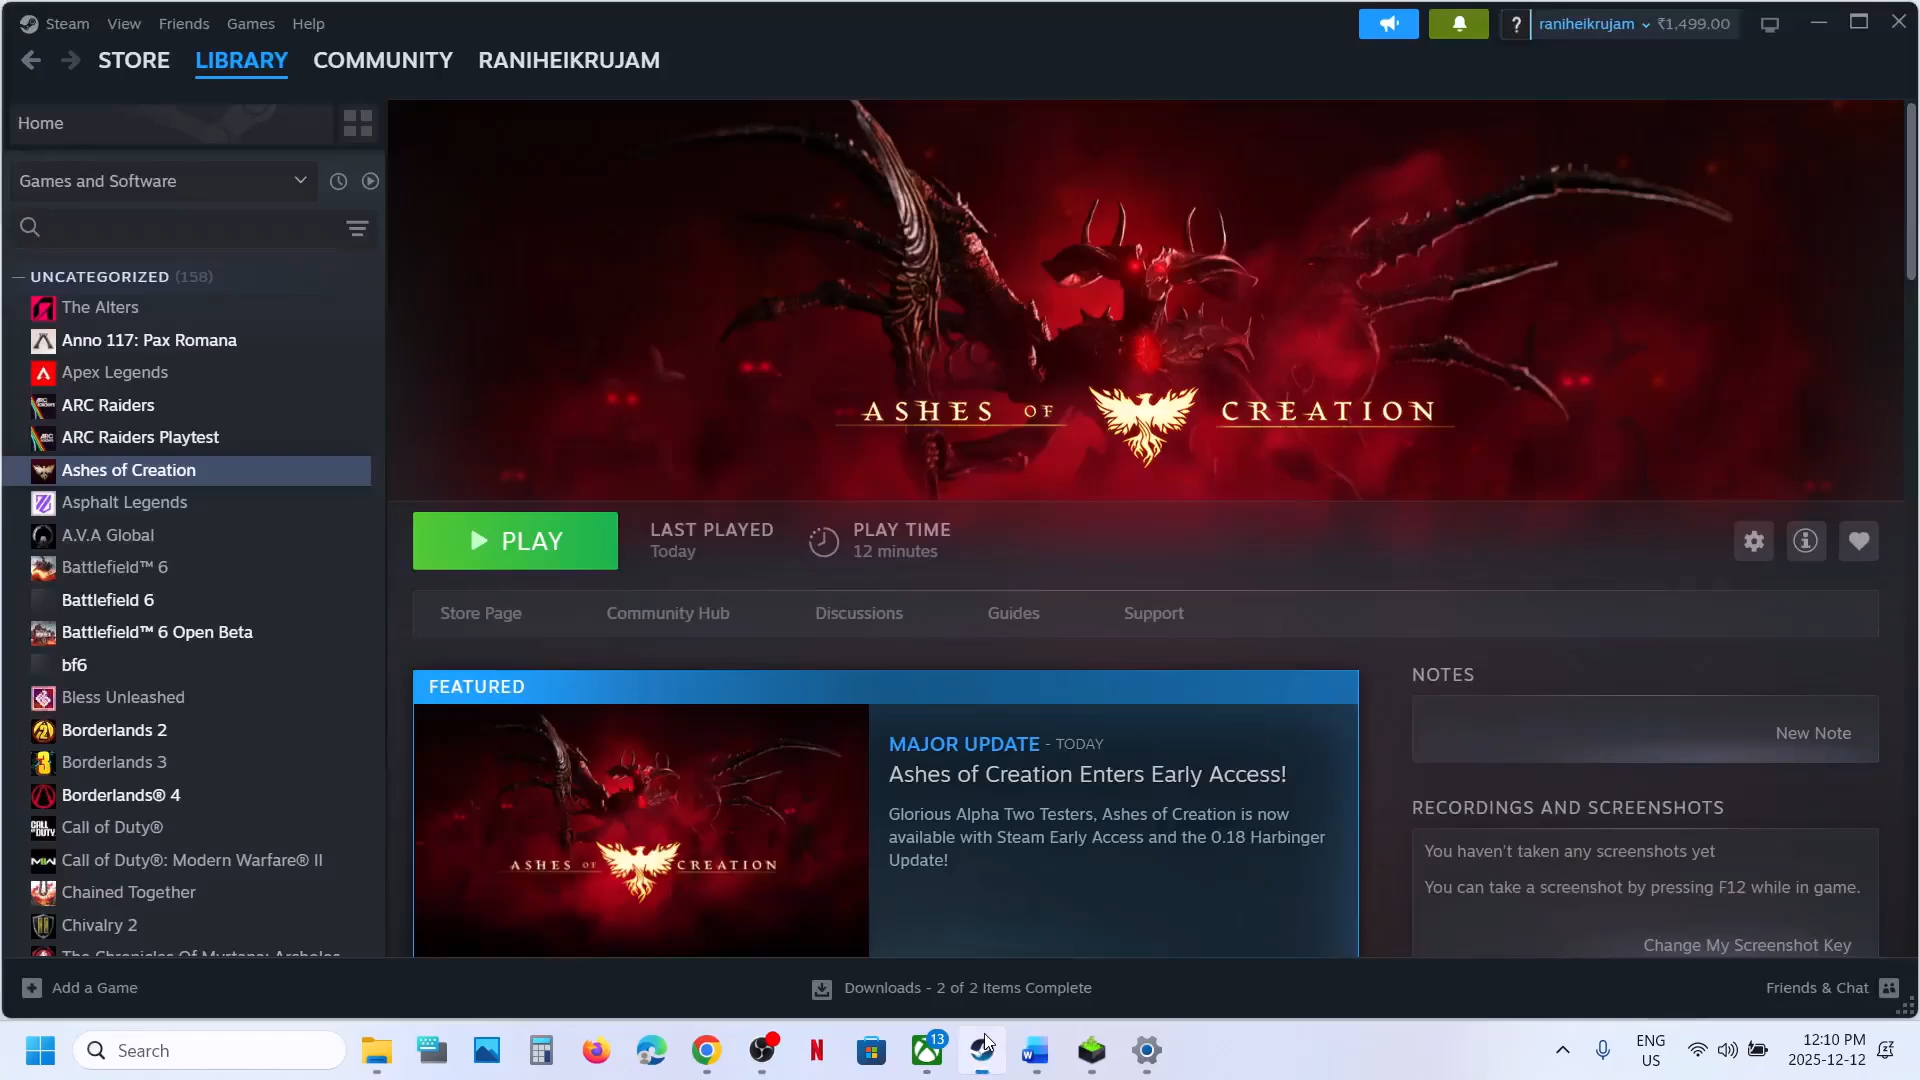 Steam View Friends Games Help
? raniheikrujam ₹1,499.00
STORE LIBRARY COMMUNITY RANIHEIKRUJAM
Home
Games and Software
UNCATEGORIZED (158)
The Alters
Anno 117: Pax Romana
Apex Legends
ARC Raiders
ARC Raiders Playtest
Ashes of Creation
Asphalt Legends
A.V.A Global
Battlefield™ 6
Battlefield 6
Battlefield™ 6 Open Beta
bf6
Bless Unleashed
Borderlands 2
Borderlands 3
Borderlands® 4
Call of Duty®
Call of Duty®: Modern Warfare® II
Chained Together
Chivalry 2
The Chronicles Of Myrtana: Archolos
ASHES OF CREATION
PLAY
LAST PLAYED
Today
PLAY TIME
12 minutes
Store Page Community Hub Discussions Guides Support
FEATURED
ASHES OF CREATION
MAJOR UPDATE - TODAY
Ashes of Creation Enters Early Access!
Glorious Alpha Two Testers, Ashes of Creation is now
available with Steam Early Access and the 0.18 Harbinger
Update!
NOTES
New Note
RECORDINGS AND SCREENSHOTS
You haven't taken any screenshots yet
You can take a screenshot by pressing F12 while in game.
Change My Screenshot Key
Add a Game
Downloads - 2 of 2 Items Complete
Friends & Chat
Search
13
ENG
US
12:10 PM
2025-12-12